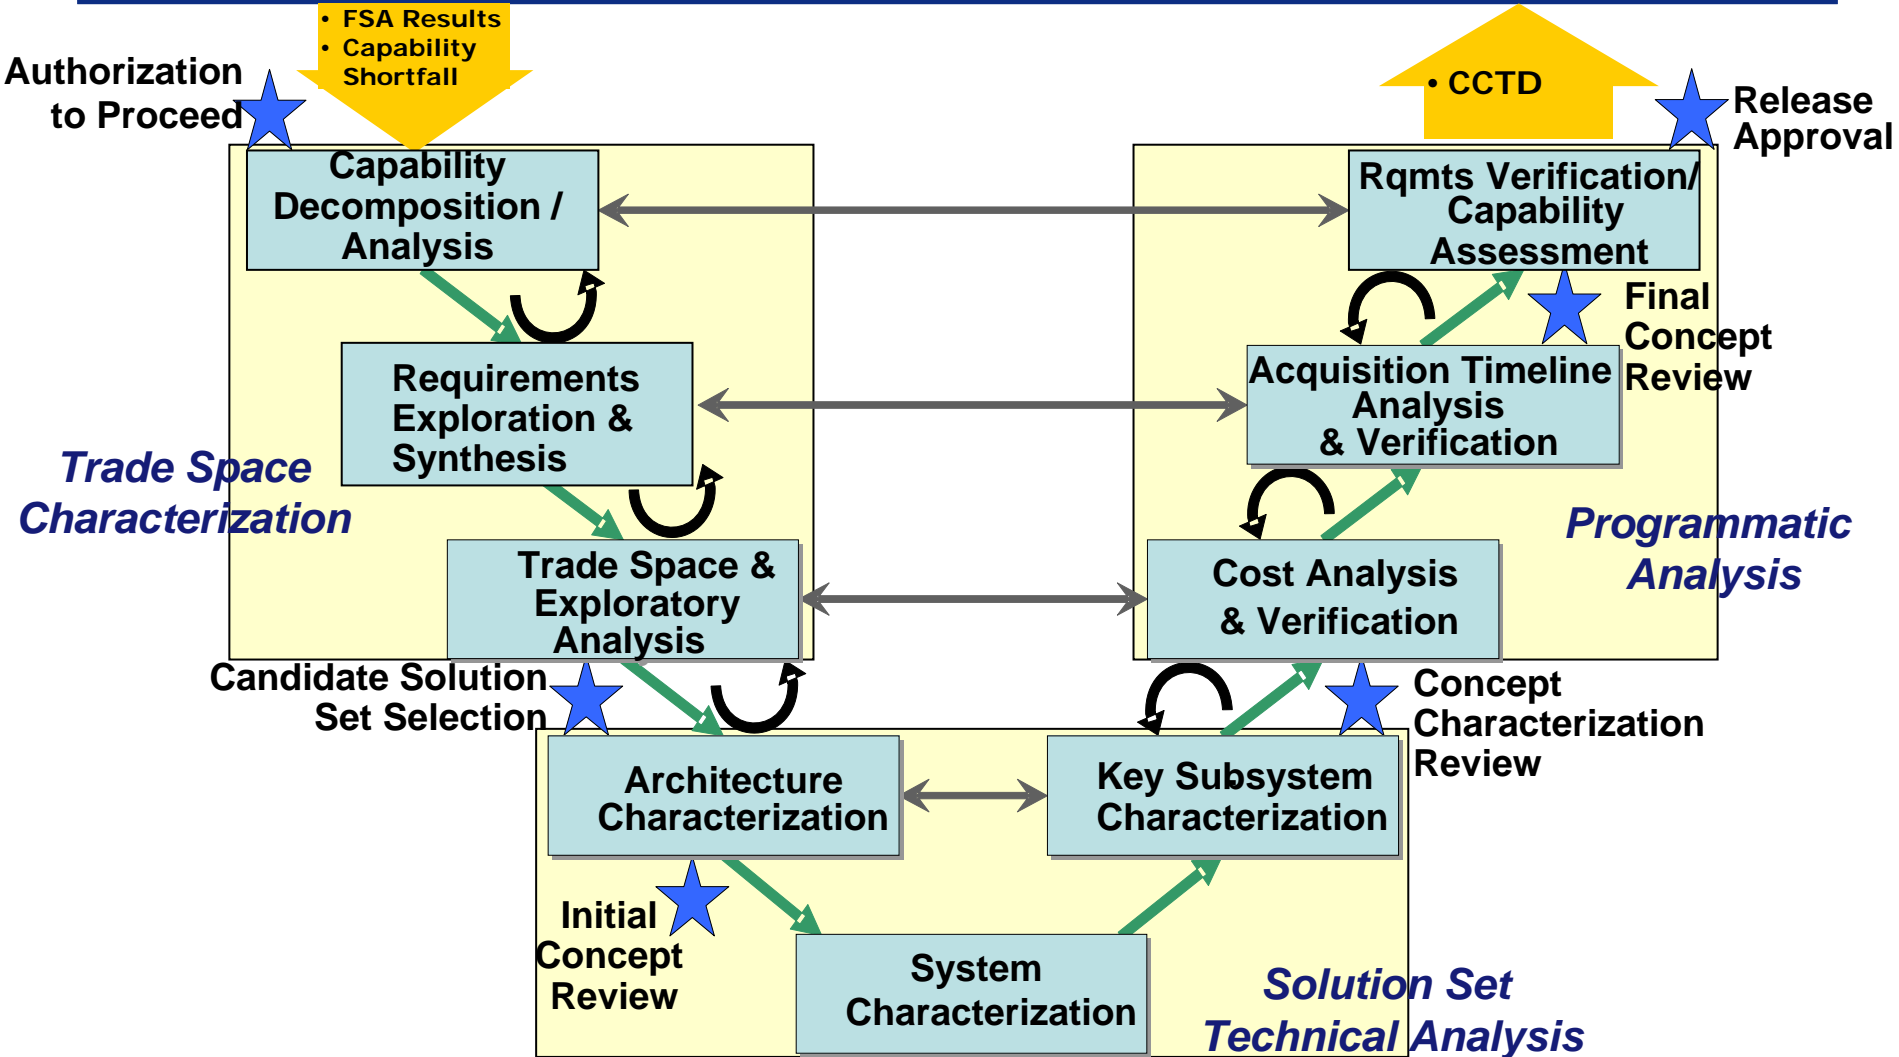 • FSA Results
• Capability
Shortfall
Authorization
to Proceed
• CCTD
Release
Approval
Capability
Decomposition /
Analysis
Rqmts Verification/
Capability
Assessment
Final
Concept
Review
Requirements
Exploration &
Synthesis
Acquisition Timeline
Analysis
& Verification
Trade Space
Characterization
Programmatic
Analysis
Trade Space &
Exploratory
Analysis
Cost Analysis
& Verification
Candidate Solution
Set Selection
Concept
Characterization
Review
Architecture
Characterization
Key Subsystem
Characterization
Initial
Concept
Review
System
Characterization
Solution Set
Technical Analysis